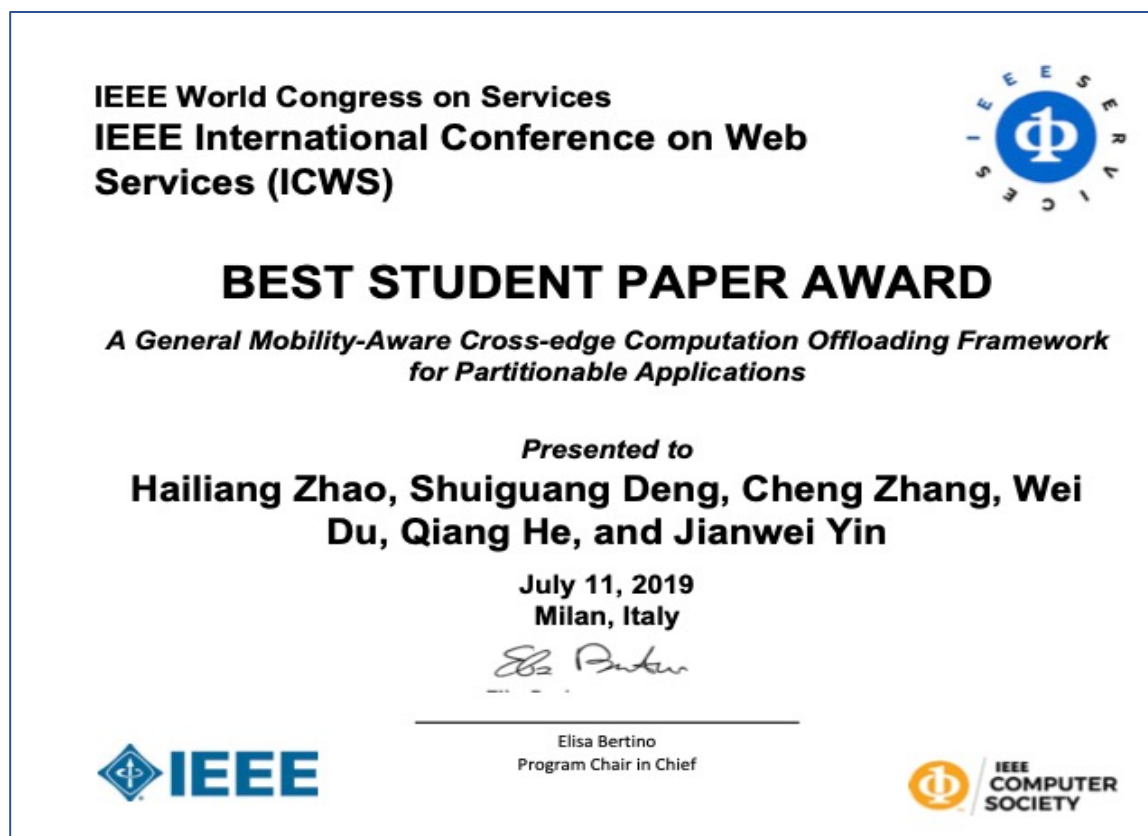 IEEE World Congress on Services
IEEE International Conference on Web
Services (ICWS)
IEEE SERVICES
BEST STUDENT PAPER AWARD
A General Mobility-Aware Cross-edge Computation Offloading Framework
for Partitionable Applications
Presented to
Hailiang Zhao, Shuiguang Deng, Cheng Zhang, Wei
Du, Qiang He, and Jianwei Yin
July 11, 2019
Milan, Italy
Elisa Bertino
Program Chair in Chief
IEEE
IEEE
COMPUTER
SOCIETY